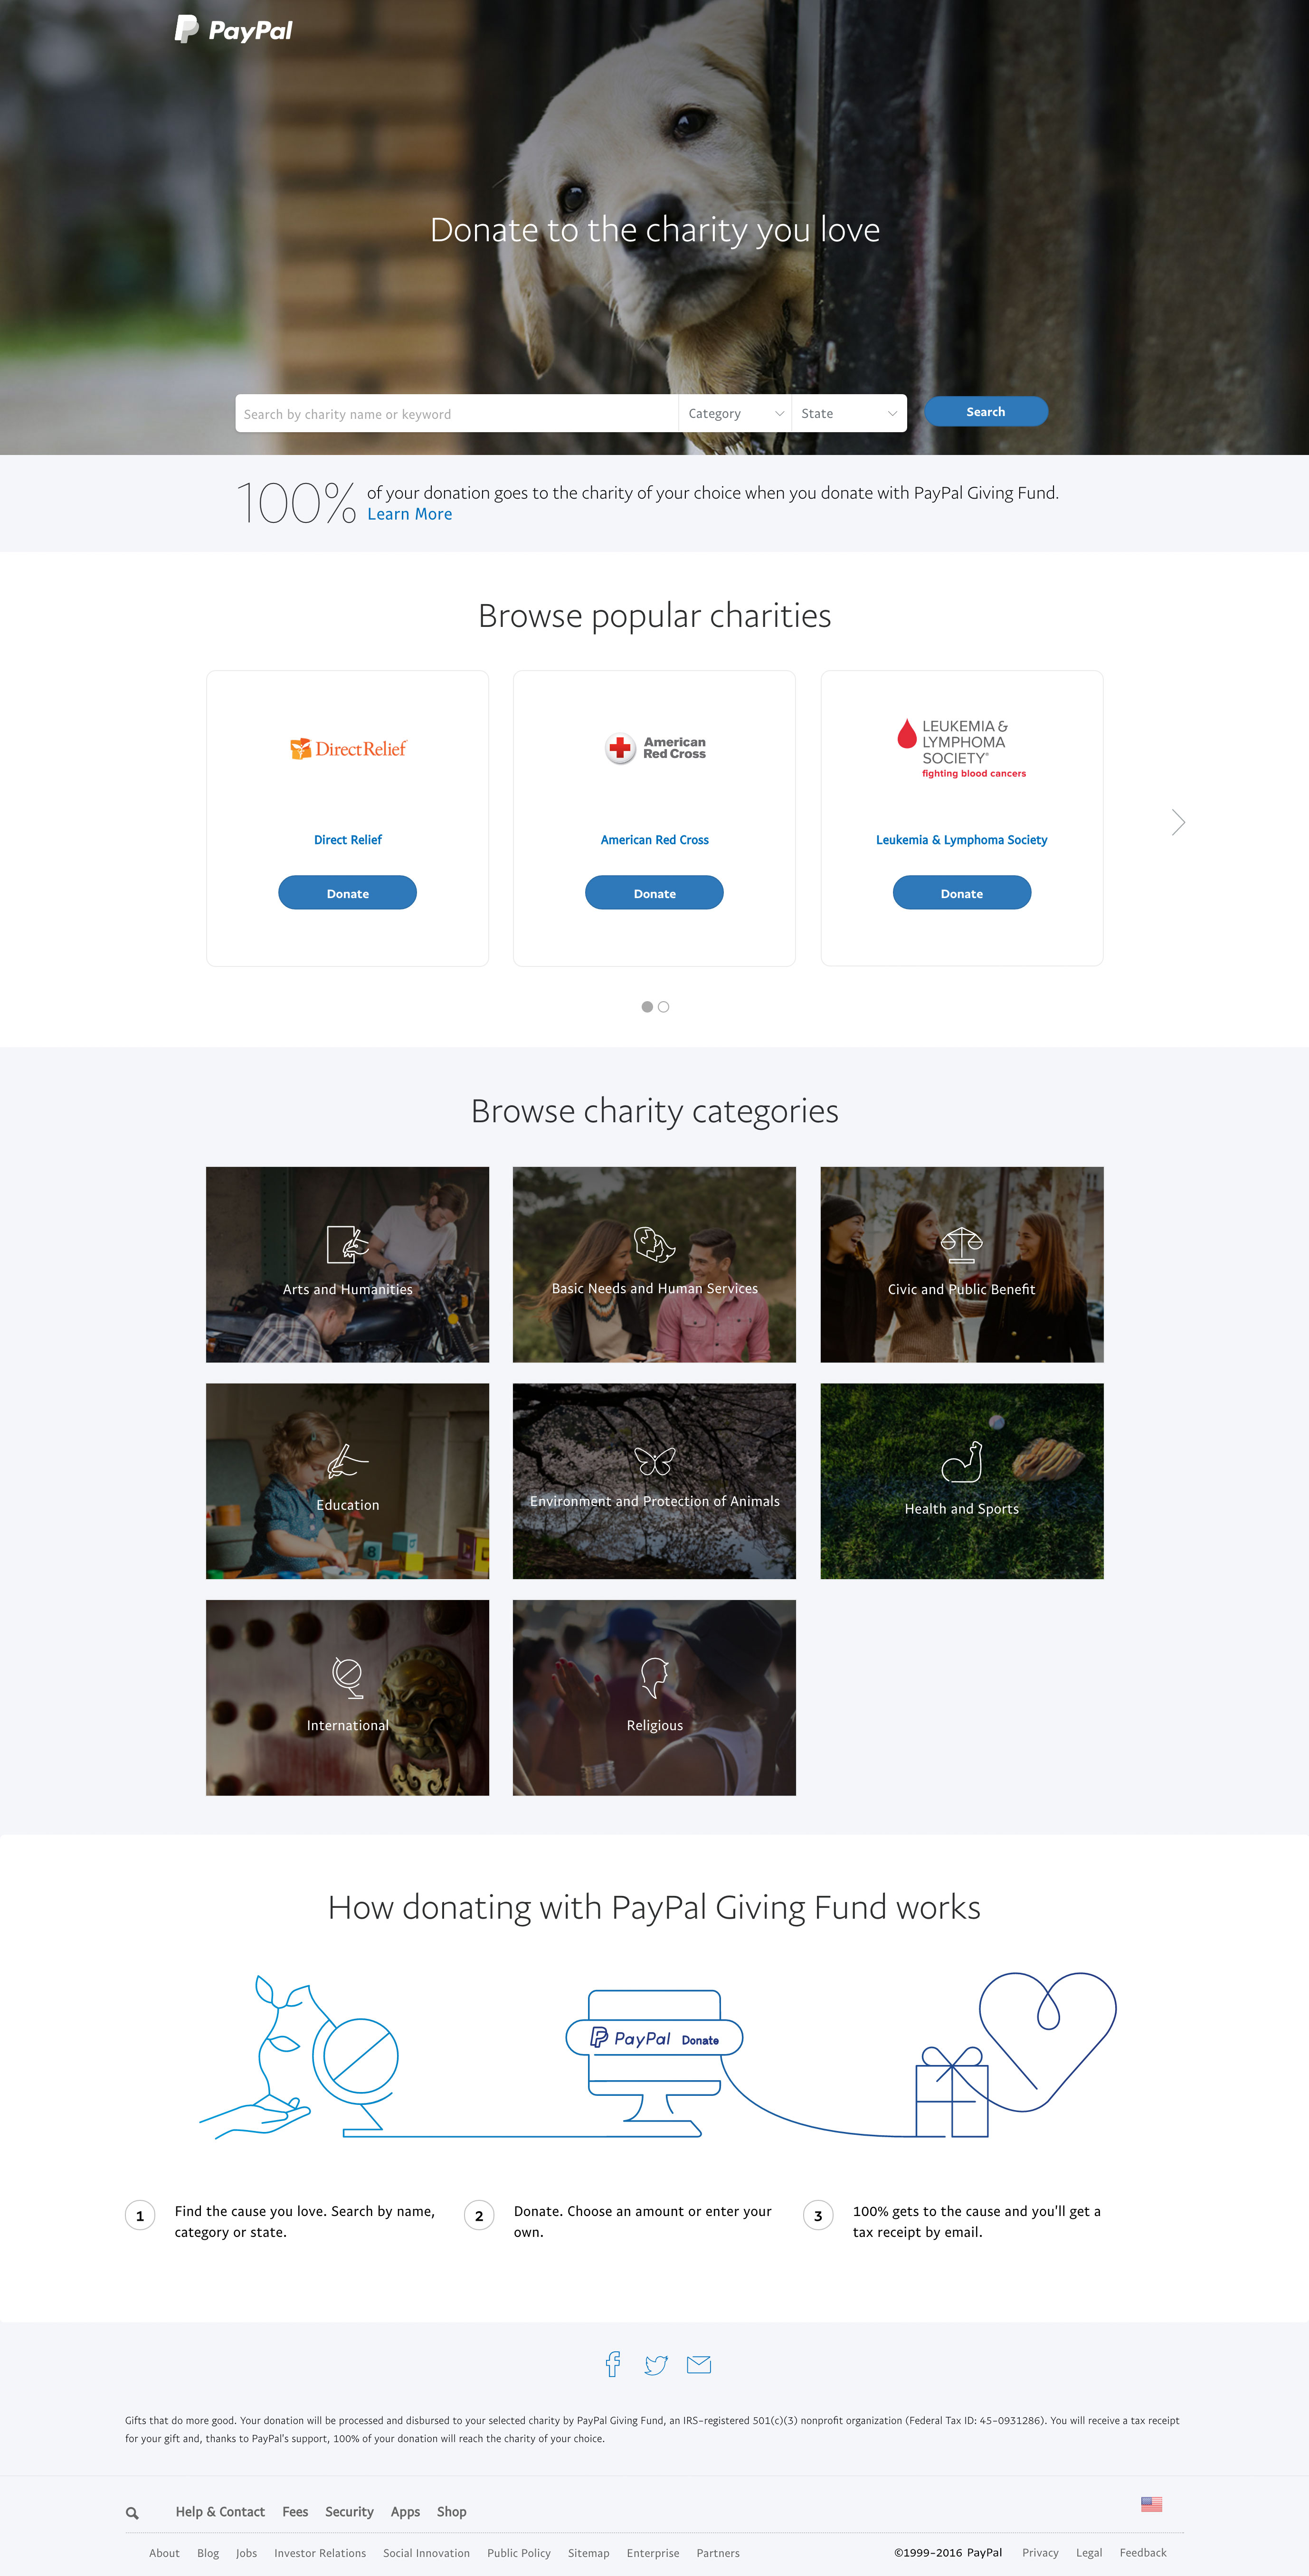 PayPal
Donate to the charity you love
Search by charity name or keyword
Category
State
Search
100%
of your donation goes to the charity of your choice when you donate with PayPal Giving Fund.
Learn More
Browse popular charities
DirectRelief
Direct Relief
Donate
American
Red Cross
American Red Cross
Donate
LEUKEMIA &
LYMPHOMA
SOCIETY®
fighting blood cancers
Leukemia & Lymphoma Society
Donate
Browse charity categories
Arts and Humanities
Basic Needs and Human Services
Civic and Public Benefit
Education
Environment and Protection of Animals
Health and Sports
International
Religious
How donating with PayPal Giving Fund works
PayPal Donate
1
Find the cause you love. Search by name,
category or state.
2
Donate. Choose an amount or enter your
own.
3
100% gets to the cause and you'll get a
tax receipt by email.
Gifts that do more good. Your donation will be processed and disbursed to your selected charity by PayPal Giving Fund, an IRS-registered 501(c)(3) nonprofit organization (Federal Tax ID: 45-0931286). You will receive a tax receipt
for your gift and, thanks to PayPal's support, 100% of your donation will reach the charity of your choice.
Help & Contact Fees Security Apps Shop
About Blog Jobs Investor Relations Social Innovation Public Policy Sitemap Enterprise Partners ©1999-2016 PayPal Privacy Legal Feedback